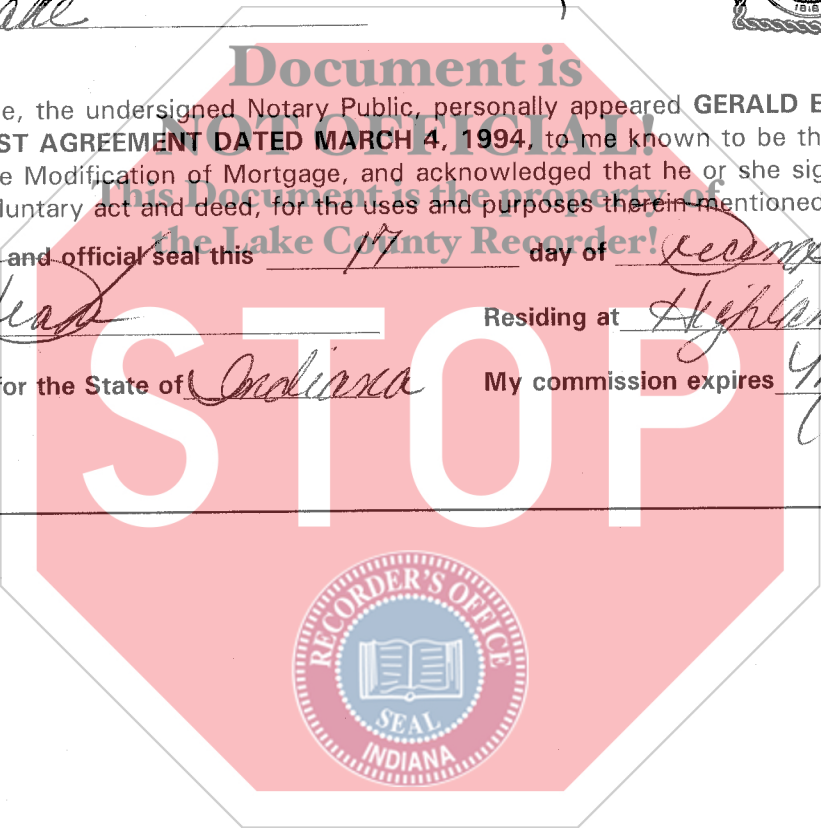 Document is
e, the undersigned Notary Public, personally appeared GERALD E
NOT OFFICIAL!
ST AGREEMENT DATED MARCH 4, 1994, to me known to be th
e Modification of Mortgage, and acknowledged that he or she sig
This Document is the property of
luntary act and deed, for the uses and purposes therein mentioned
the Lake County Recorder!
and official seal this 17 day of Decem
Residing at Highlan
STOP
for the State of Indiana My commission expires
RECORDER'S OFFICE
SEAL
INDIANA